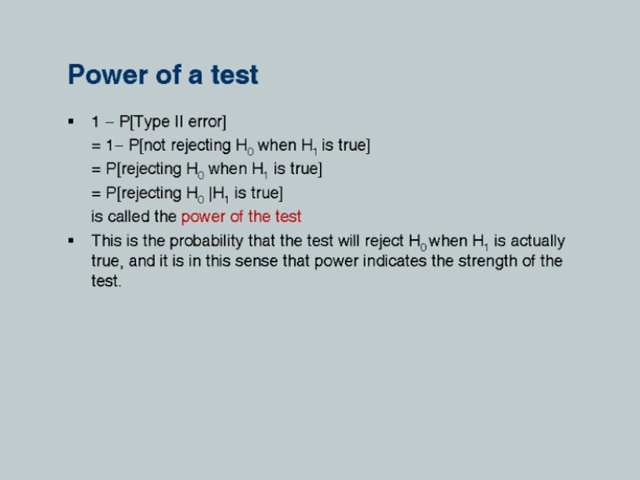 Power of a test
▪ 1 – P[Type II error]
= 1– P[not rejecting H₀ when H₁ is true]
= P[rejecting H₀ when H₁ is true]
= P[rejecting H₀ |H₁ is true]
is called the power of the test
▪ This is the probability that the test will reject H₀ when H₁ is actually
true, and it is in this sense that power indicates the strength of the
test.